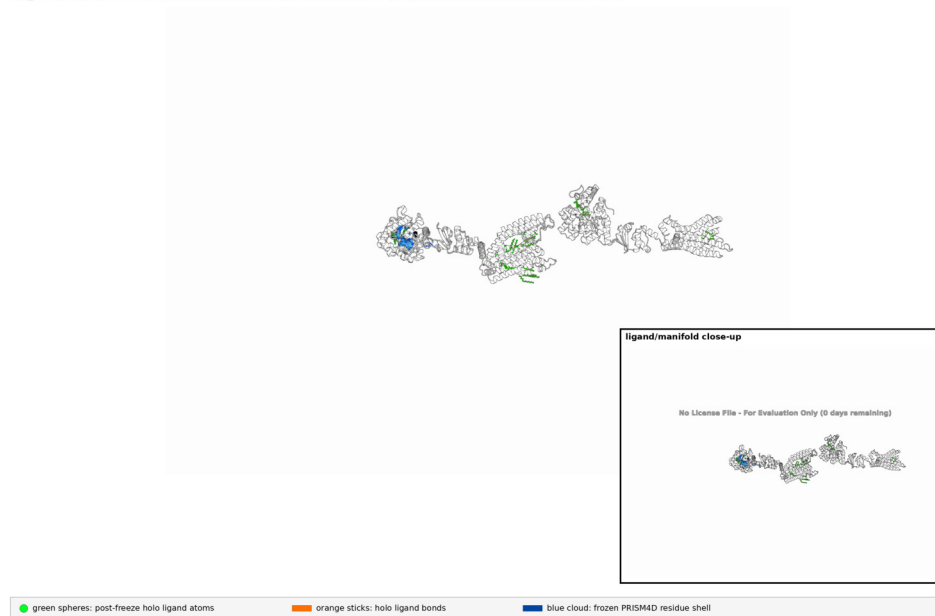 ligand/manifold close-up
No License File - For Evaluation Only (0 days remaining)
green spheres: post-freeze holo ligand atoms
orange sticks: holo ligand bonds
blue cloud: frozen PRISM4D residue shell